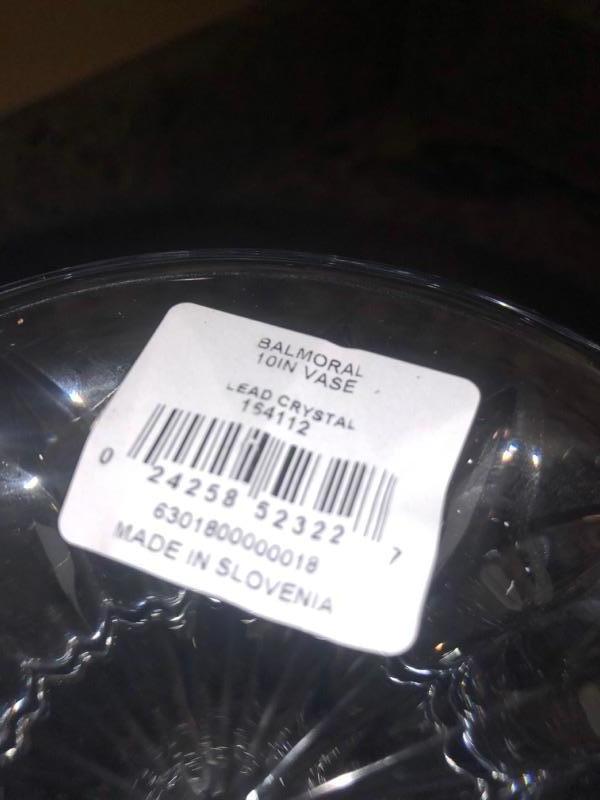 BALMORAL
10IN VASE
LEAD CRYSTAL
154112
0 24258 52322 7
6301800000018
MADE IN SLOVENIA